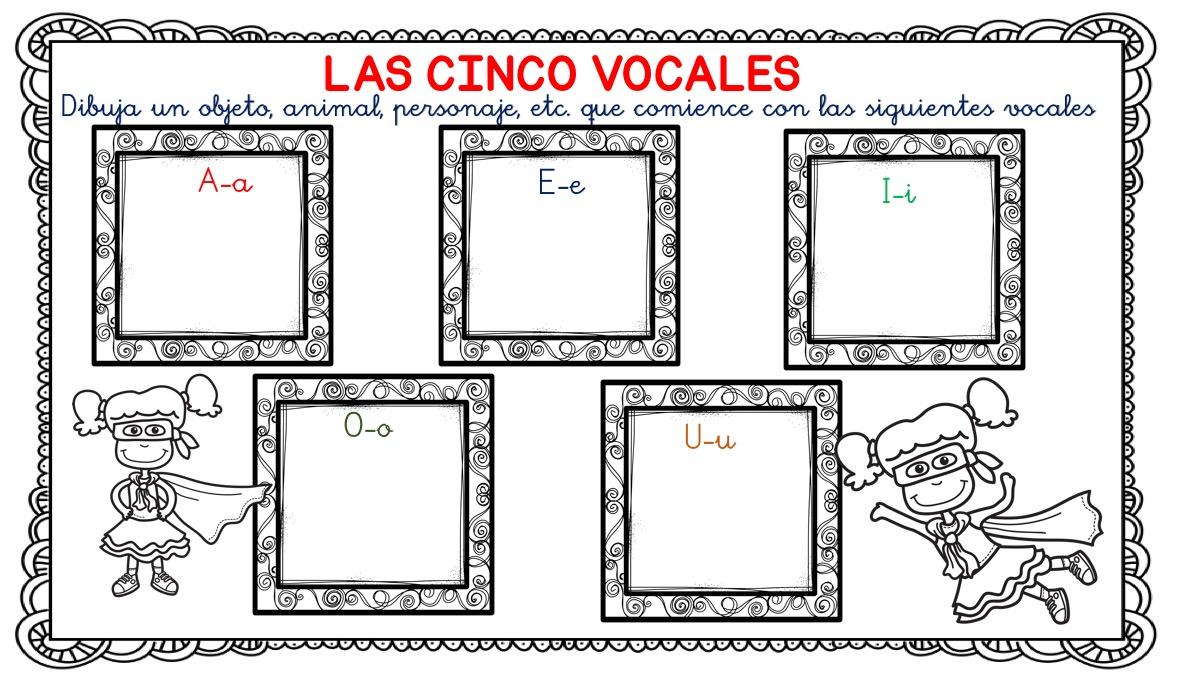 LAS CINCO VOCALES
Dibuja un objeto, animal, personaje, etc. que comience con las siguientes vocales
A-a
E-e
I-i
O-o
U-u